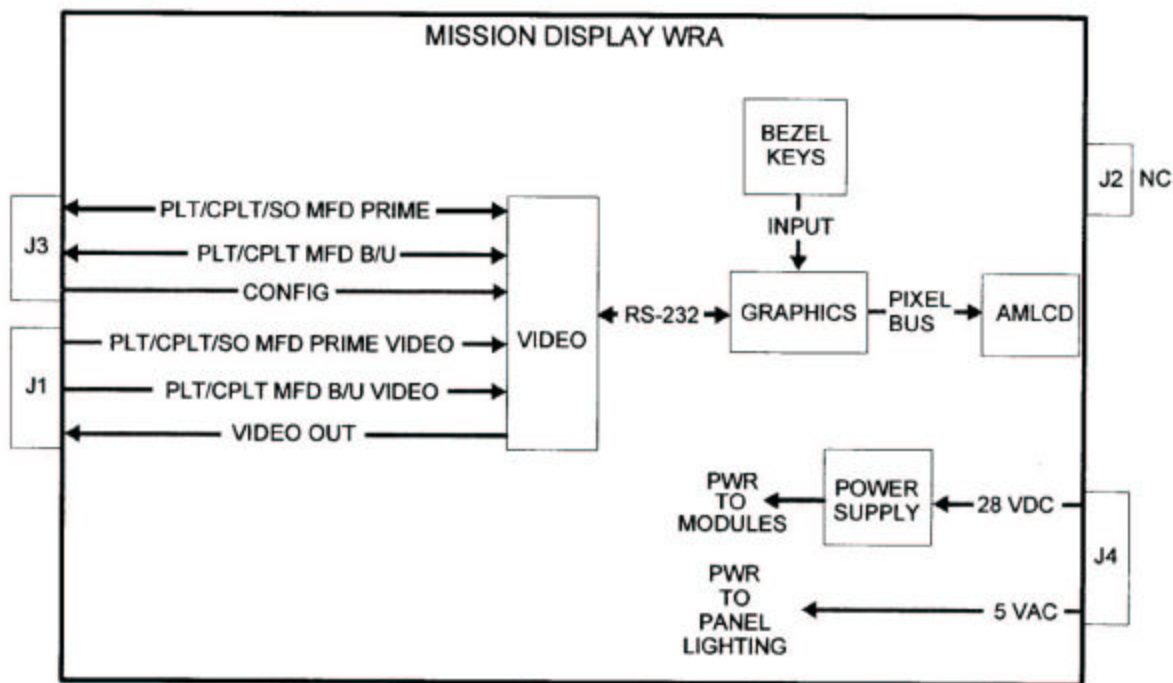 MISSION DISPLAY WRA
BEZEL
KEYS
J2 NC
PLT/CPLT/SO MFD PRIME
INPUT
J3
PLT/CPLT MFD B/U
CONFIG
RS-232
GRAPHICS
PIXEL
BUS
AMLCD
VIDEO
PLT/CPLT/SO MFD PRIME VIDEO
J1
PLT/CPLT MFD B/U VIDEO
VIDEO OUT
PWR
TO
MODULES
POWER
SUPPLY
28 VDC
J4
PWR
TO
PANEL
LIGHTING
5 VAC